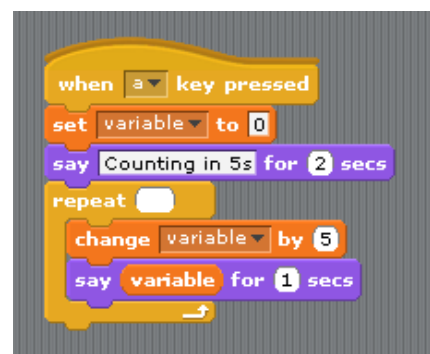 when a key pressed
set variable to 0
say Counting in 5s for 2 secs
repeat
change variable by 5
say variable for 1 secs